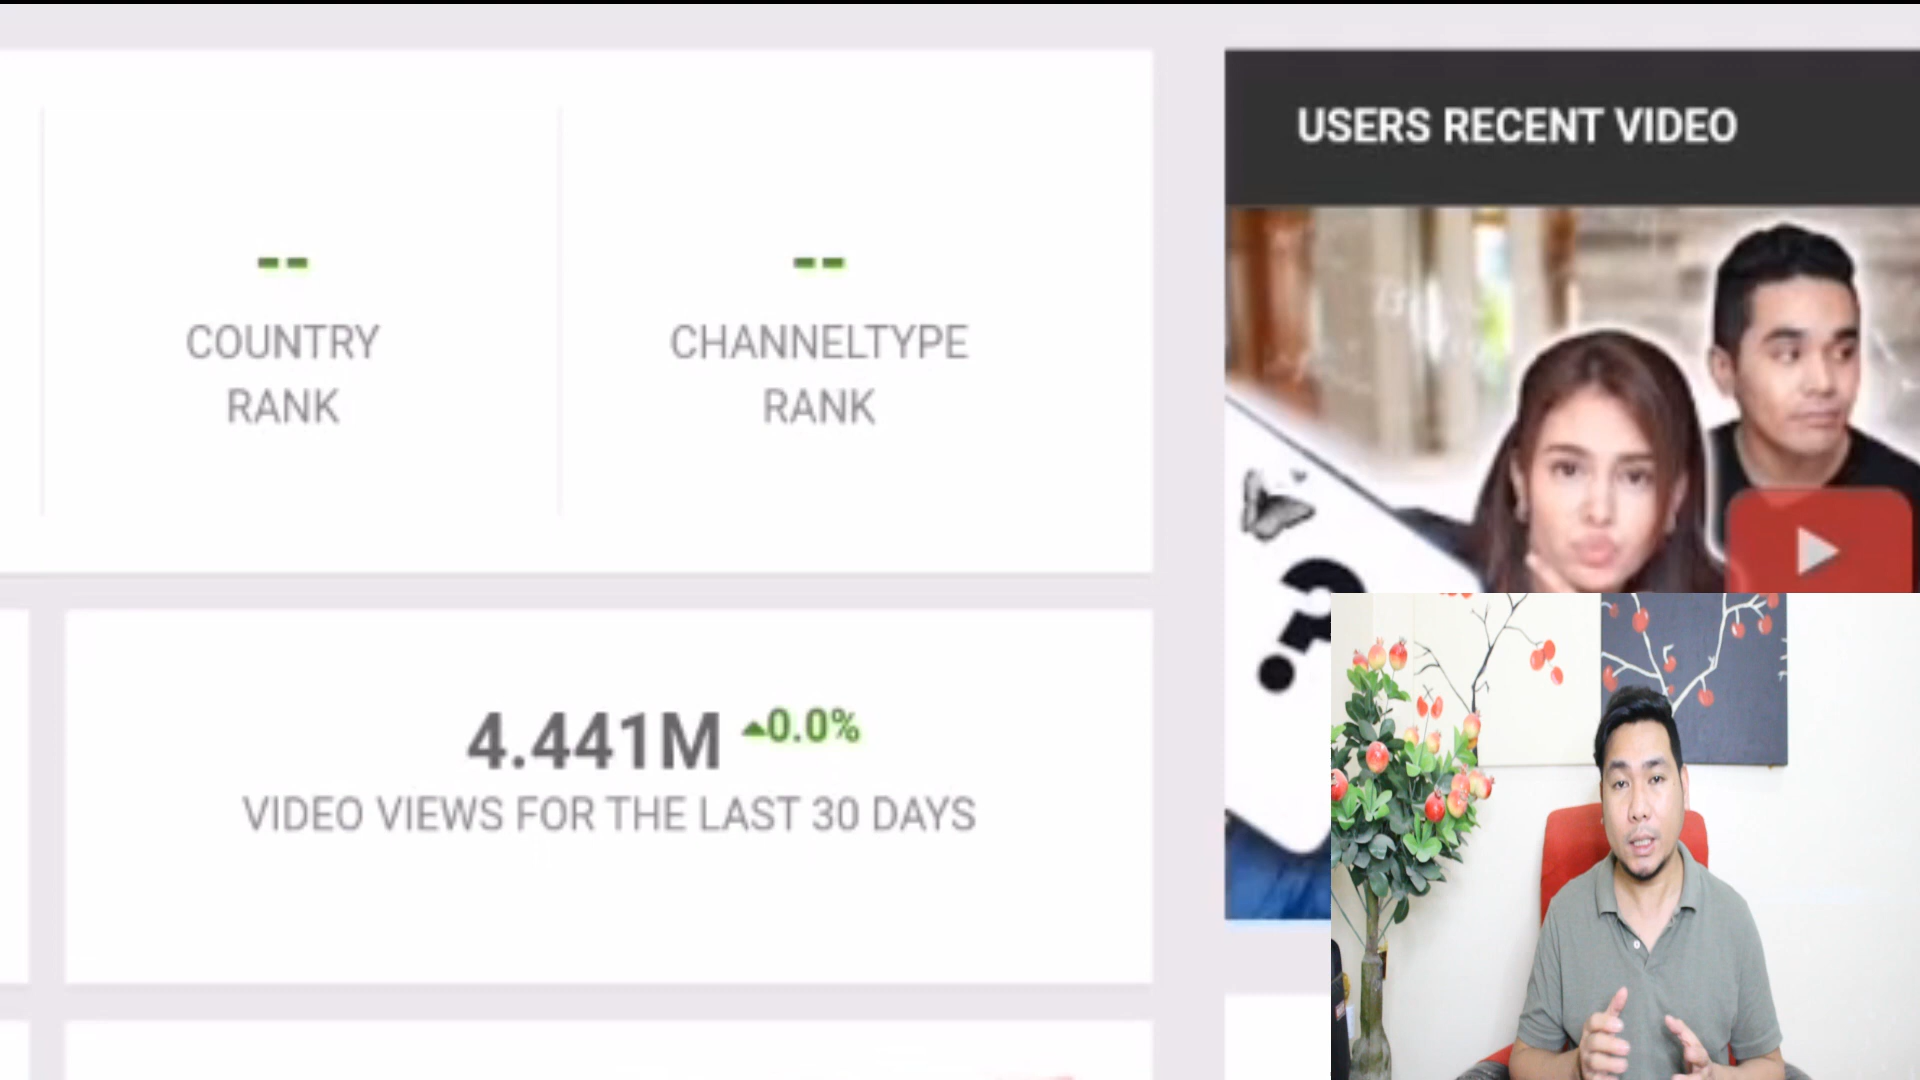 USERS RECENT VIDEO
--
COUNTRY
RANK
--
CHANNELTYPE
RANK
?
4.441M ▲0.0%
VIDEO VIEWS FOR THE LAST 30 DAYS